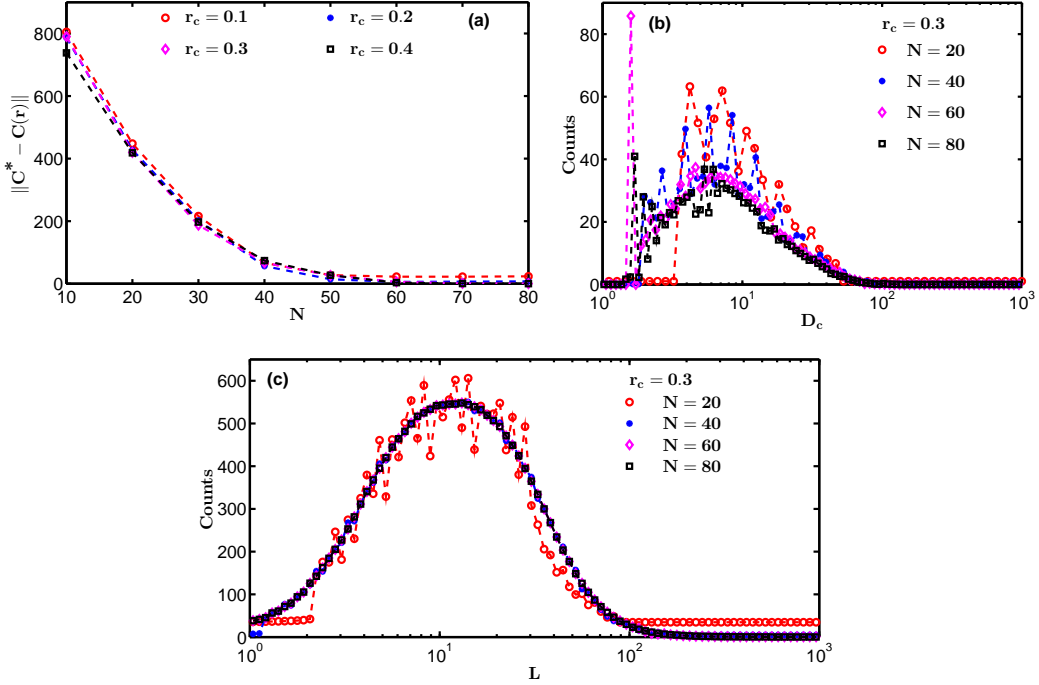 (a)
r_c = 0.1
r_c = 0.2
r_c = 0.3
r_c = 0.4
||C* − C(r)||
800
600
400
200
0
10 20 30 40 50 60 70 80
N
(b)
r_c = 0.3
N = 20
N = 40
N = 60
N = 80
Counts
80
60
40
20
0
10^0 10^1 10^2 10^3
D_c
(c)
r_c = 0.3
N = 20
N = 40
N = 60
N = 80
Counts
600
500
400
300
200
100
0
10^0 10^1 10^2 10^3
L